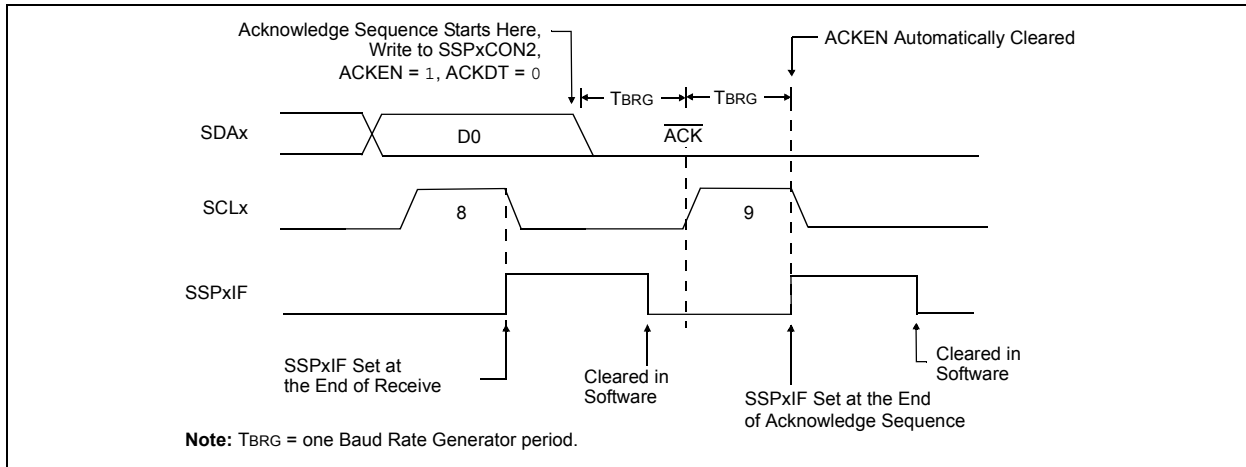 Acknowledge Sequence Starts Here,
Write to SSPxCON2,
ACKEN = 1, ACKDT = 0
ACKEN Automatically Cleared
TBRG
TBRG
SDAx
D0
ACK
SCLx
8
9
SSPxIF
SSPxIF Set at
the End of Receive
Cleared in
Software
SSPxIF Set at the End
of Acknowledge Sequence
Cleared in
Software
Note: TBRG = one Baud Rate Generator period.